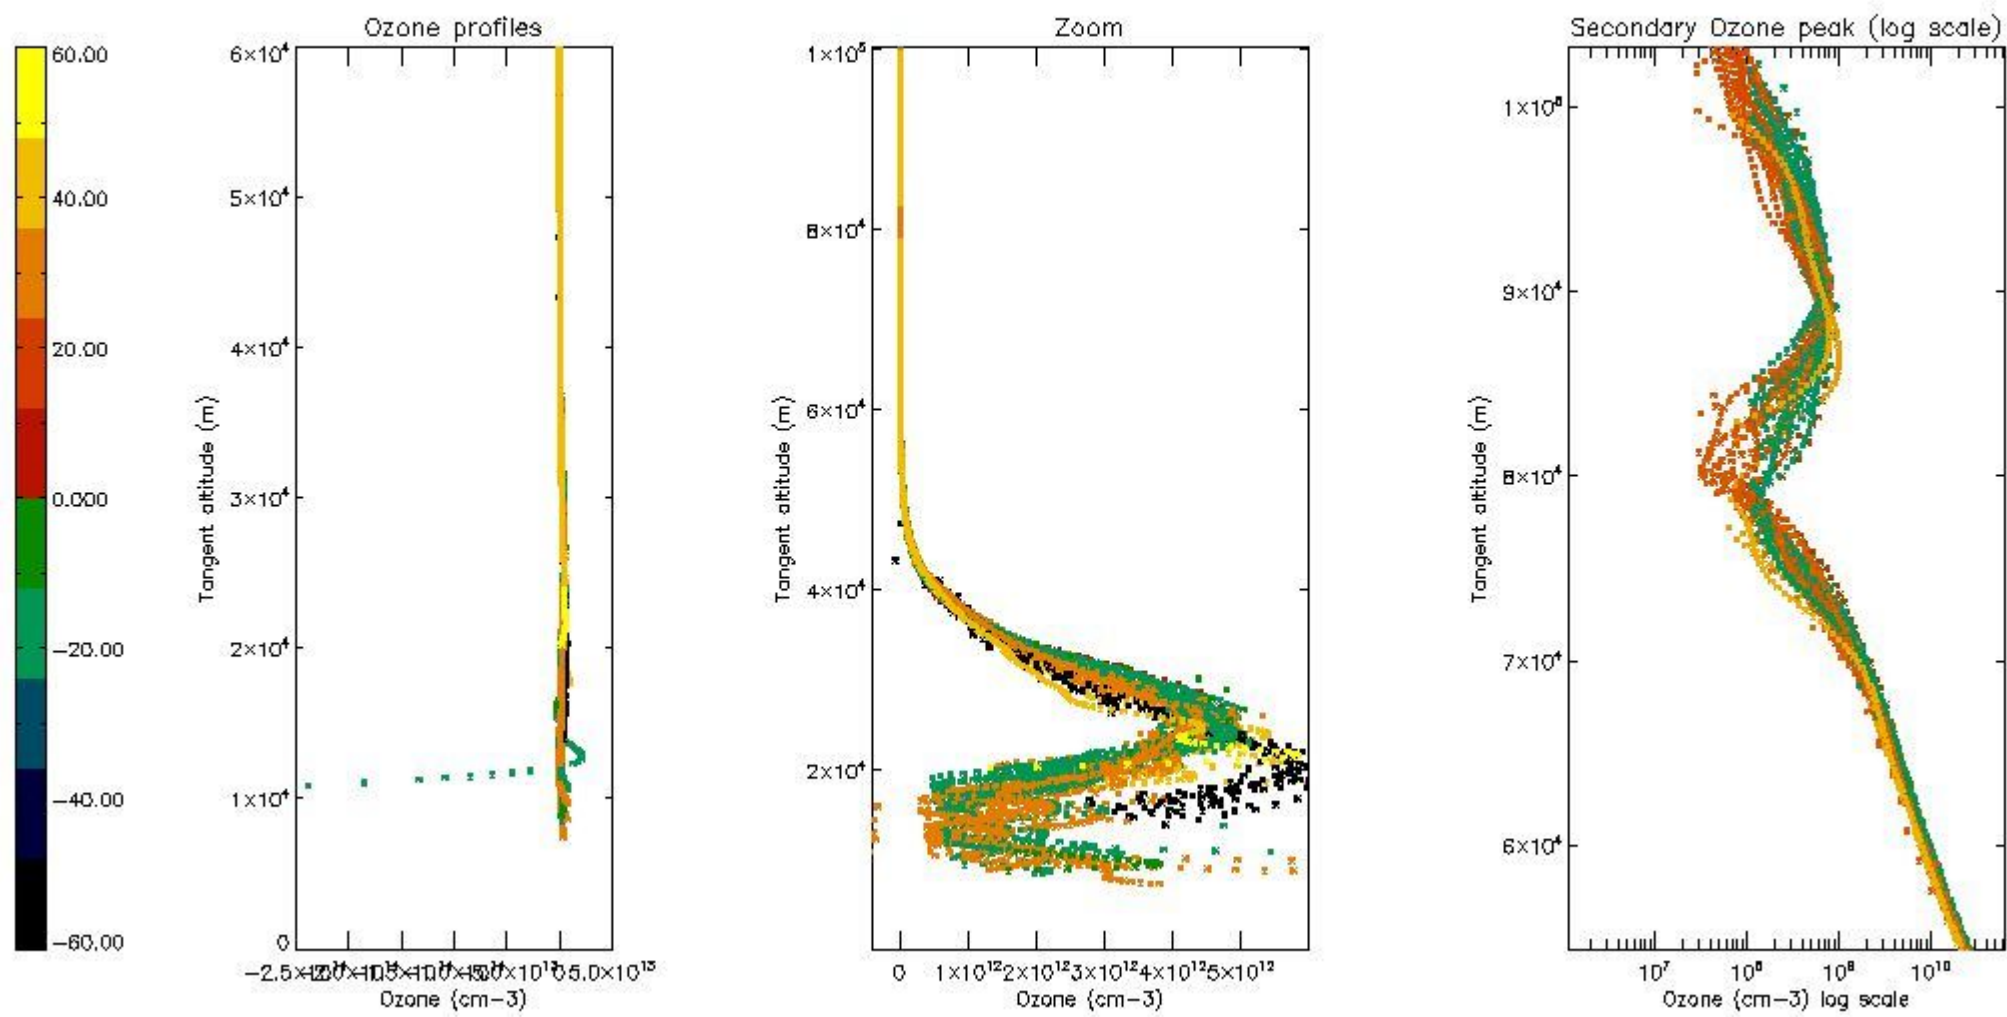 Ozone profiles
Zoom
Secondary Ozone peak (log scale)
60.00
40.00
20.00
−20.00
−40.00
−60.00
6×10⁴
5×10⁴
4×10⁴
3×10⁴
2×10⁴
1×10⁴
0
Tangent altitude (m)
0 5.0×10¹³
Ozone (cm−3)
1×10⁵
8×10⁴
6×10⁴
4×10⁴
2×10⁴
Tangent altitude (m)
0 1×10¹² 2×10¹² 3×10¹² 4×10¹² 5×10¹²
Ozone (cm−3)
9×10⁴
8×10⁴
7×10⁴
6×10⁴
Tangent altitude (m)
10⁷ 10⁸ 10⁹ 10¹⁰
Ozone (cm−3) log scale